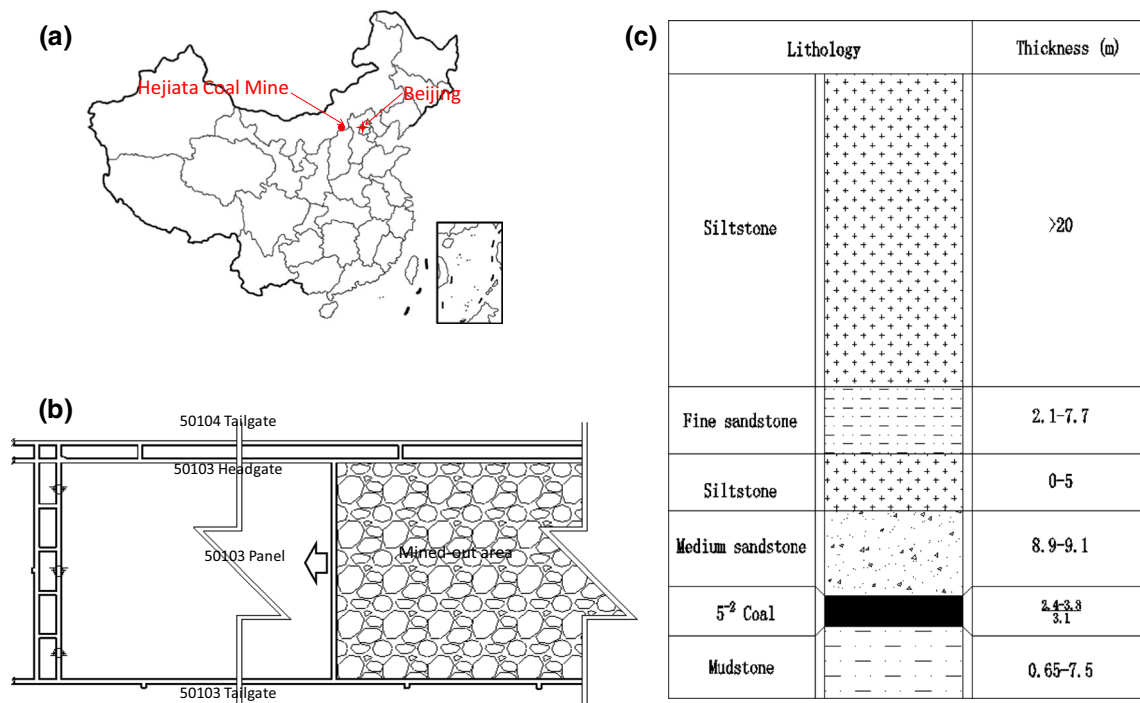 (a)
Hejiata Coal Mine
Beijing
(b)
50104 Tailgate
50103 Headgate
50103 Panel
Mined-out area
50103 Tailgate
(c)
Lithology Thickness (m)
Siltstone >20
Fine sandstone 2.1-7.7
Siltstone 0-5
Medium sandstone 8.9-9.1
5⁻² Coal 2.4-3.3
3.1
Mudstone 0.65-7.5